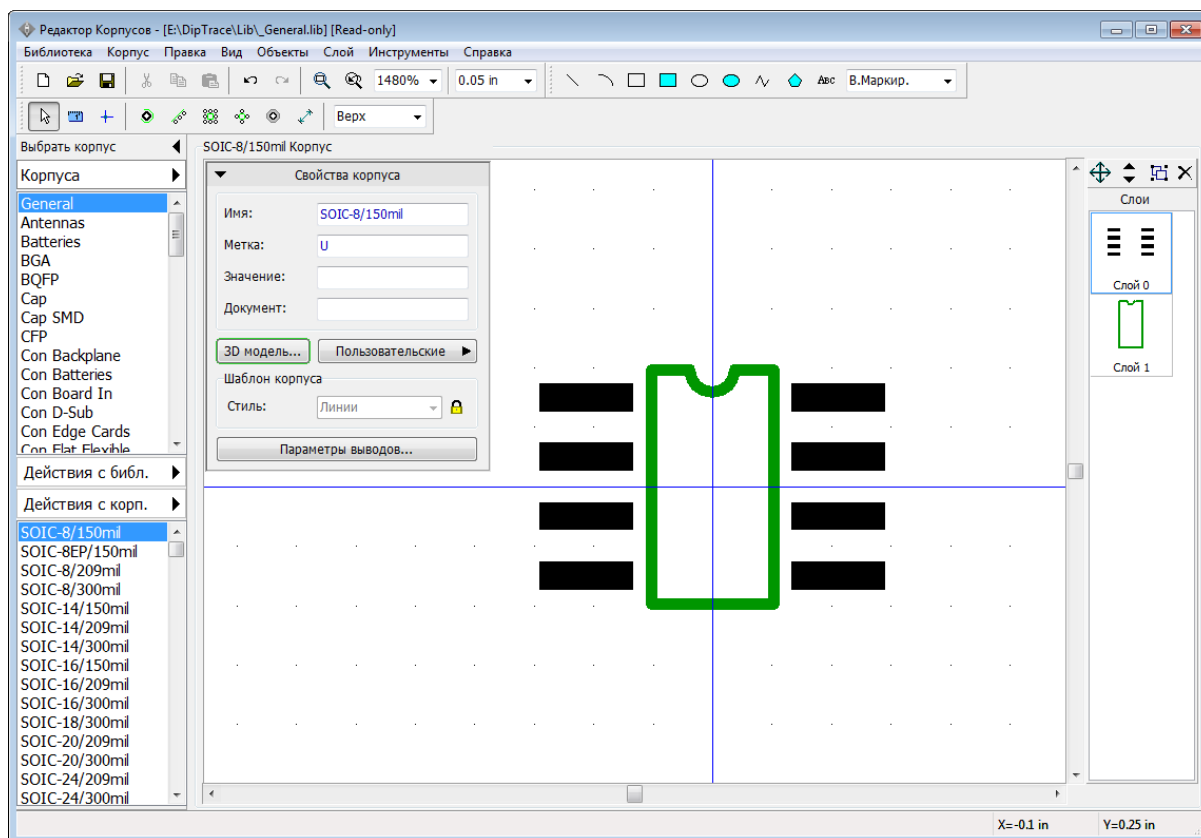 Редактор Корпусов - [E:\DipTrace\Lib\_General.lib] [Read-only]
Библиотека Корпус Правка Вид Объекты Слой Инструменты Справка
1480% 0.05 in Авс В.Маркир.
Верх
Выбрать корпус
SOIC-8/150mil Корпус
Корпуса
General
Antennas
Batteries
BGA
BQFP
Cap
Cap SMD
CFP
Con Backplane
Con Batteries
Con Board In
Con D-Sub
Con Edge Cards
Con Flat Flexible
Действия с библ.
Действия с корп.
SOIC-8/150mil
SOIC-8EP/150mil
SOIC-8/209mil
SOIC-8/300mil
SOIC-14/150mil
SOIC-14/209mil
SOIC-14/300mil
SOIC-16/150mil
SOIC-16/209mil
SOIC-16/300mil
SOIC-18/300mil
SOIC-20/209mil
SOIC-20/300mil
SOIC-24/209mil
SOIC-24/300mil
Свойства корпуса
Имя: SOIC-8/150mil
Метка: U
Значение:
Документ:
3D модель... Пользовательские
Шаблон корпуса
Стиль: Линии
Параметры выводов...
Слои
Слой 0
Слой 1
X=-0.1 in Y=0.25 in